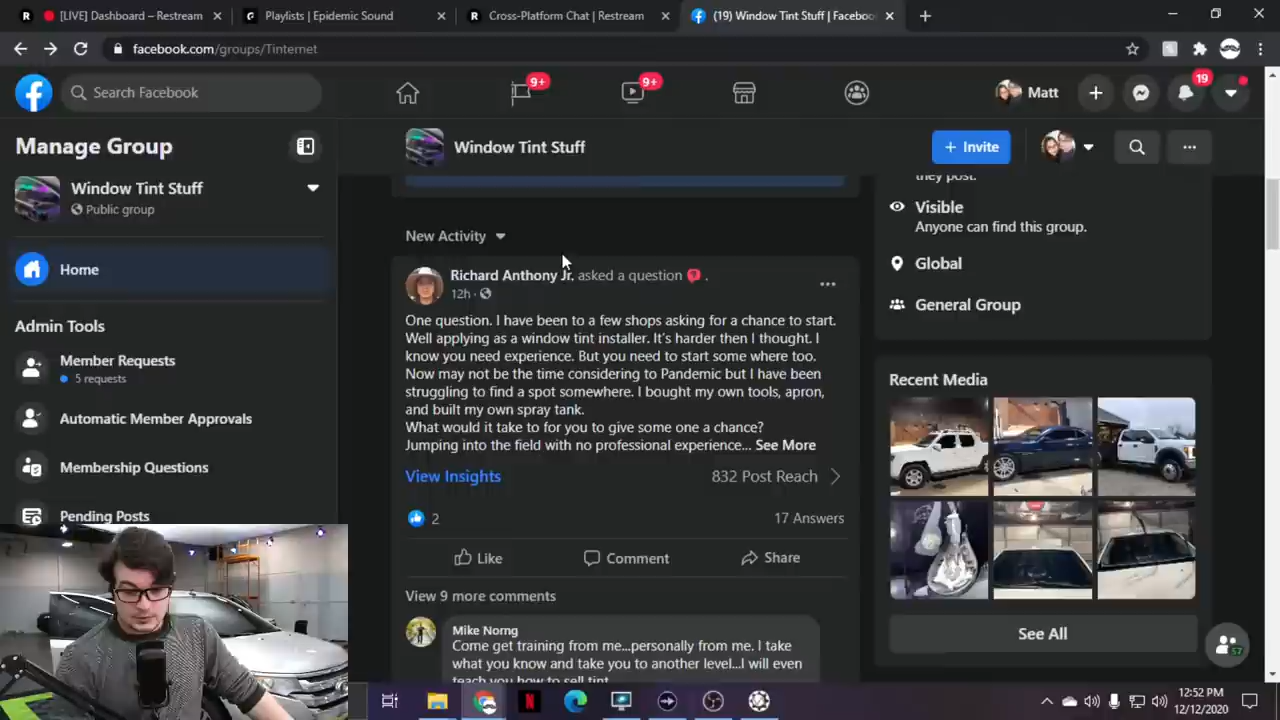 [LIVE] Dashboard – Restream
Playlists | Epidemic Sound
Cross-Platform Chat | Restream
(19) Window Tint Stuff | Faceboo
facebook.com/groups/Tinternet
Search Facebook
9+
9+
Matt
19
Manage Group
Window Tint Stuff
Public group
Home
Admin Tools
Member Requests
5 requests
Automatic Member Approvals
Membership Questions
Pending Posts
Window Tint Stuff
+ Invite
New Activity
Richard Anthony Jr. asked a question .
12h ·
One question. I have been to a few shops asking for a chance to start.
Well applying as a window tint installer. It's harder then I thought. I
know you need experience. But you need to start some where too.
Now may not be the time considering to Pandemic but I have been
struggling to find a spot somewhere. I bought my own tools, apron,
and built my own spray tank.
What would it take to for you to give some one a chance?
Jumping into the field with no professional experience... See More
View Insights
832 Post Reach
2
17 Answers
Like
Comment
Share
View 9 more comments
Mike Norng
Come get training from me...personally from me. I take
what you know and take you to another level...I will even
teach you how to sell tint
they post.
Visible
Anyone can find this group.
Global
General Group
Recent Media
See All
57
12:52 PM
12/12/2020